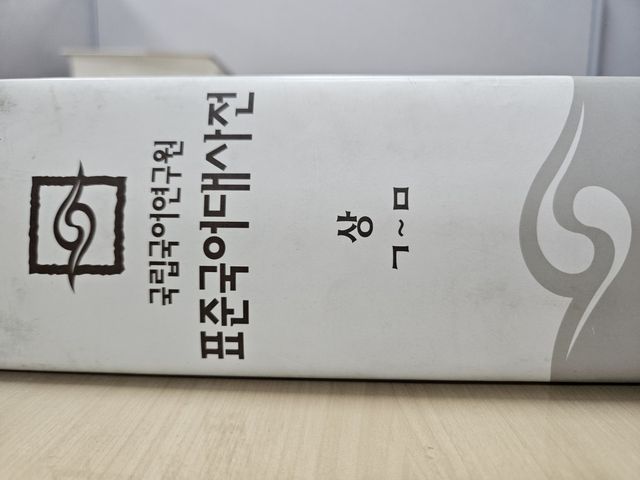 국립국어연구원
표준국어대사전
상
ㄱ~ㅁ